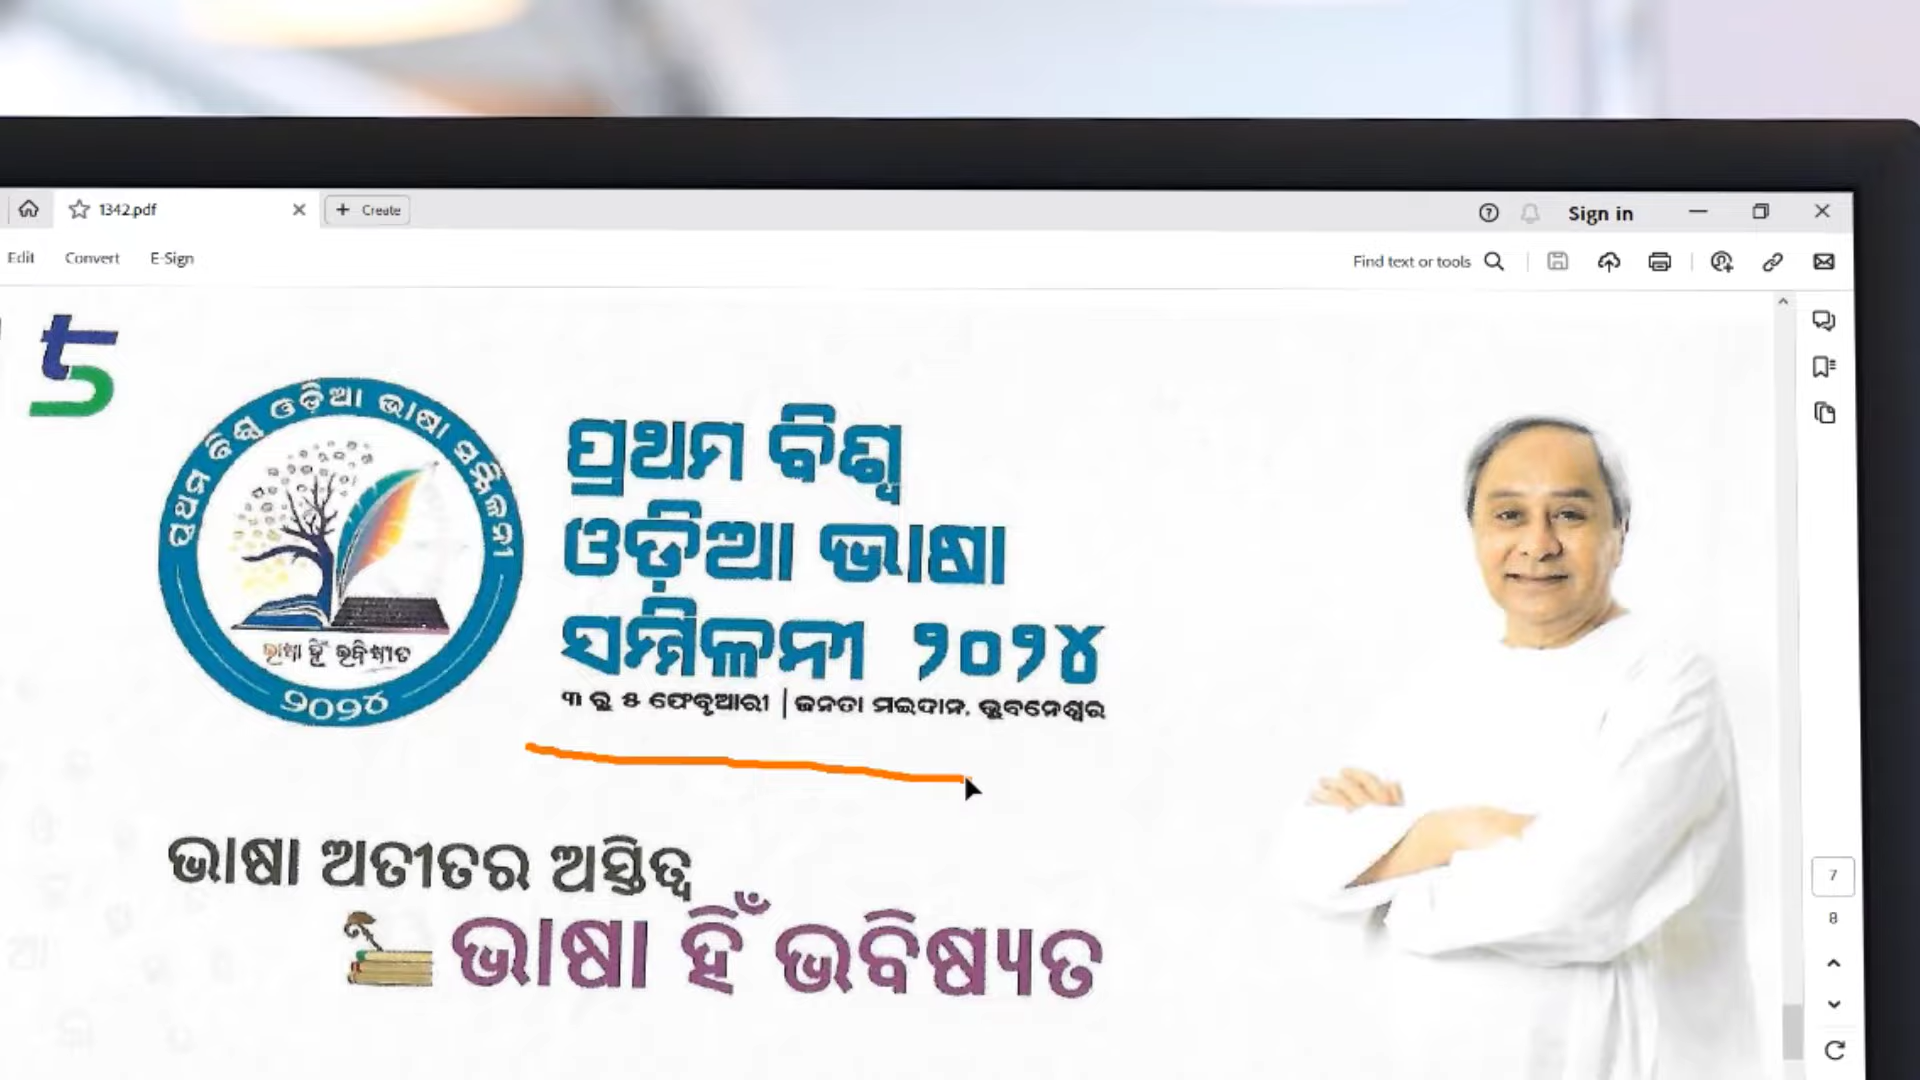 1342.pdf
+ Create
Sign in
Edit Convert E-Sign
Find text or tools
5
ପ୍ରଥମ ବିଶ୍ୱ ଓଡ଼ିଆ ଭାଷା ସମ୍ମିଳନୀ
ଭାଷା ହିଁ ଭବିଷ୍ୟତ
୨୦୨୪
ପ୍ରଥମ ବିଶ୍ୱ
ଓଡ଼ିଆ ଭାଷା
ସମ୍ମିଳନୀ ୨୦୨୪
୩ ରୁ ୫ ଫେବୃଆରୀ | ଜନତା ମଇଦାନ, ଭୁବନେଶ୍ୱର
ଭାଷା ଅତୀତର ଅସ୍ତିତ୍ୱ
ଭାଷା ହିଁ ଭବିଷ୍ୟତ
7
8